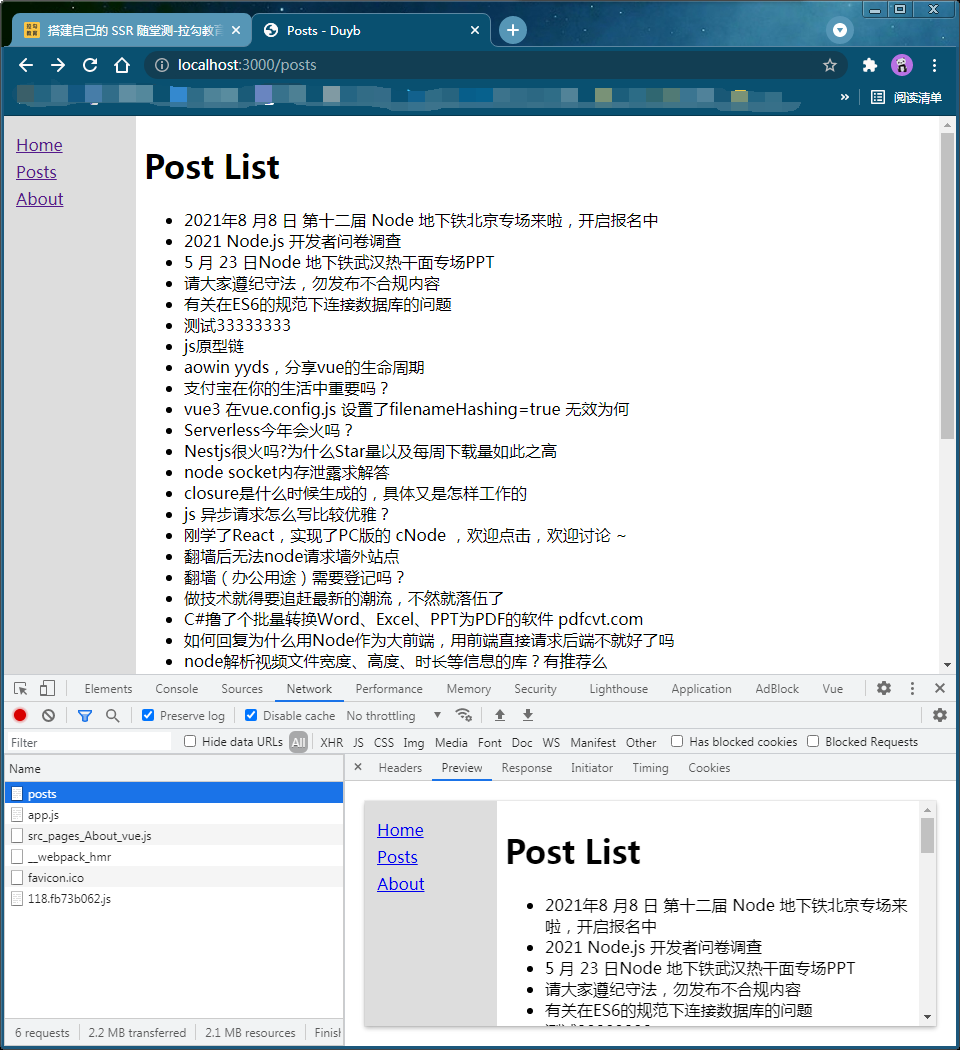 拉勾教育 搭建自己的 SSR 随堂测-拉勾教育
Posts - Duyb
localhost:3000/posts
» 阅读清单
Home
Posts
About
Post List
2021年8 月8 日 第十二届 Node 地下铁北京专场来啦，开启报名中
2021 Node.js 开发者问卷调查
5 月 23 日Node 地下铁武汉热干面专场PPT
请大家遵纪守法，勿发布不合规内容
有关在ES6的规范下连接数据库的问题
测试33333333
js原型链
aowin yyds，分享vue的生命周期
支付宝在你的生活中重要吗？
vue3 在vue.config.js 设置了filenameHashing=true 无效为何
Serverless今年会火吗？
Nestjs很火吗?为什么Star量以及每周下载量如此之高
node socket内存泄露求解答
closure是什么时候生成的，具体又是怎样工作的
js 异步请求怎么写比较优雅？
刚学了React，实现了PC版的 cNode ，欢迎点击，欢迎讨论 ~
翻墙后无法node请求墙外站点
翻墙（办公用途）需要登记吗？
做技术就得要追赶最新的潮流，不然就落伍了
C#撸了个批量转换Word、Excel、PPT为PDF的软件 pdfcvt.com
如何回复为什么用Node作为大前端，用前端直接请求后端不就好了吗
node解析视频文件宽度、高度、时长等信息的库？有推荐么
Elements Console Sources Network Performance Memory Security Lighthouse Application AdBlock Vue
Preserve log Disable cache No throttling
Filter Hide data URLs All XHR JS CSS Img Media Font Doc WS Manifest Other Has blocked cookies Blocked Requests
Name
posts
app.js
src_pages_About_vue.js
__webpack_hmr
favicon.ico
118.fb73b062.js
6 requests 2.2 MB transferred 2.1 MB resources Finish
Headers Preview Response Initiator Timing Cookies
Home
Posts
About
Post List
2021年8 月8 日 第十二届 Node 地下铁北京专场来
啦，开启报名中
2021 Node.js 开发者问卷调查
5 月 23 日Node 地下铁武汉热干面专场PPT
请大家遵纪守法，勿发布不合规内容
有关在ES6的规范下连接数据库的问题